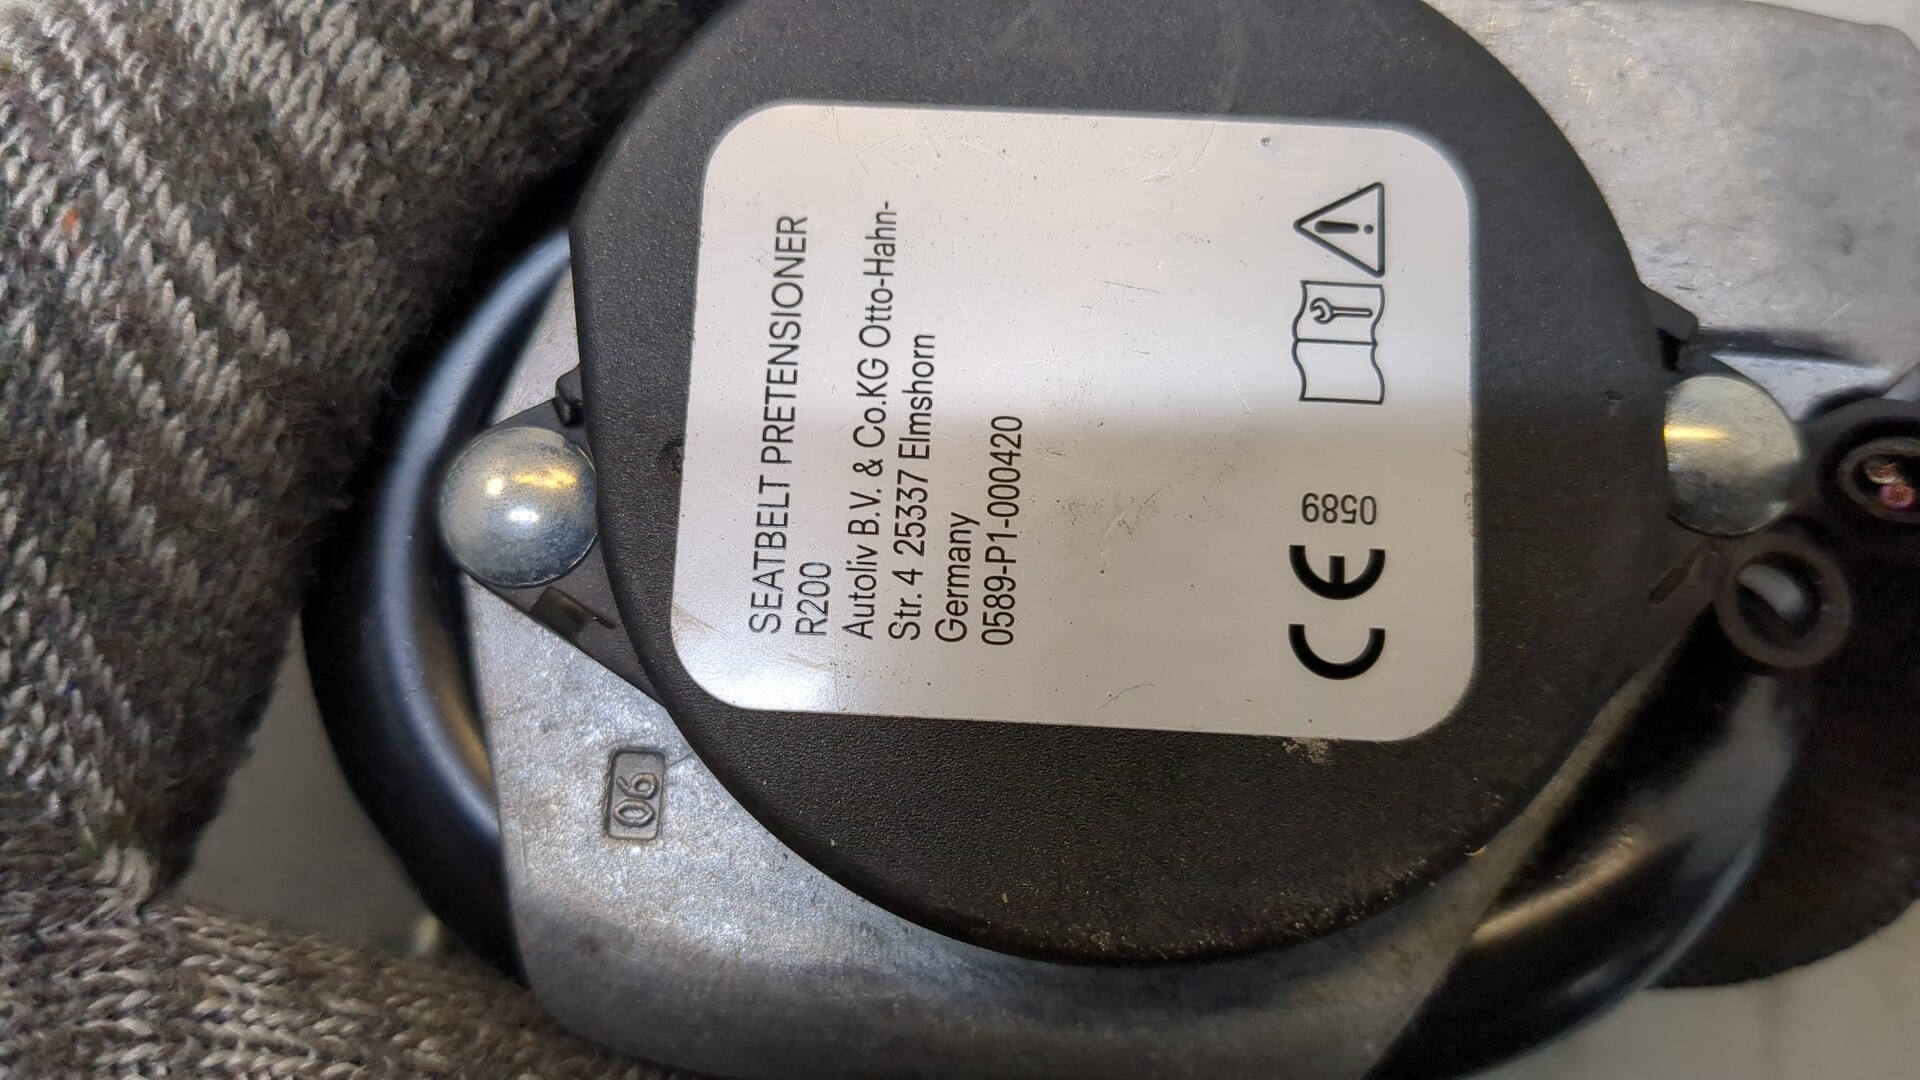 SEATBELT PRETENSIONER
R200
Autoliv B.V. & Co.KG Otto-Hahn-
Str. 4 25337 Elmshorn
Germany
0589-P1-000420
CE 0589
06